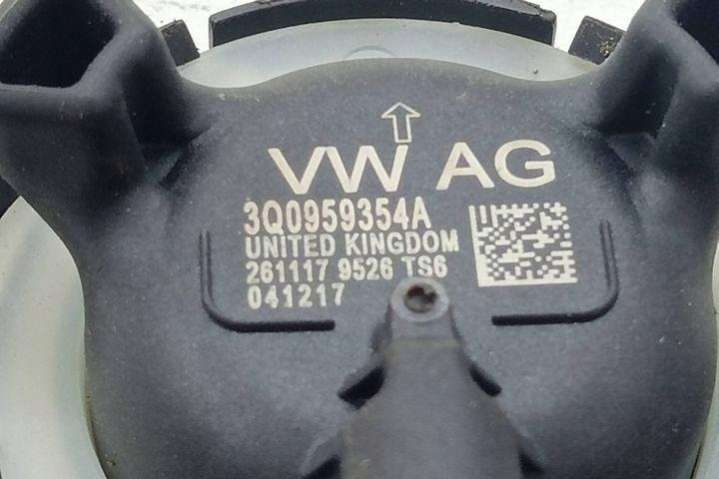 VW AG
3Q0959354A
UNITED KINGDOM
261117 9526 TS6
041217